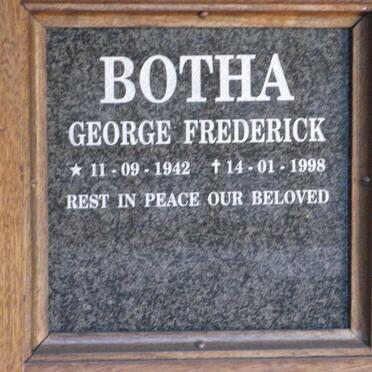 BOTHA
GEORGE FREDERICK
★ 11-09-1942 ✝ 14-01-1998
REST IN PEACE OUR BELOVED